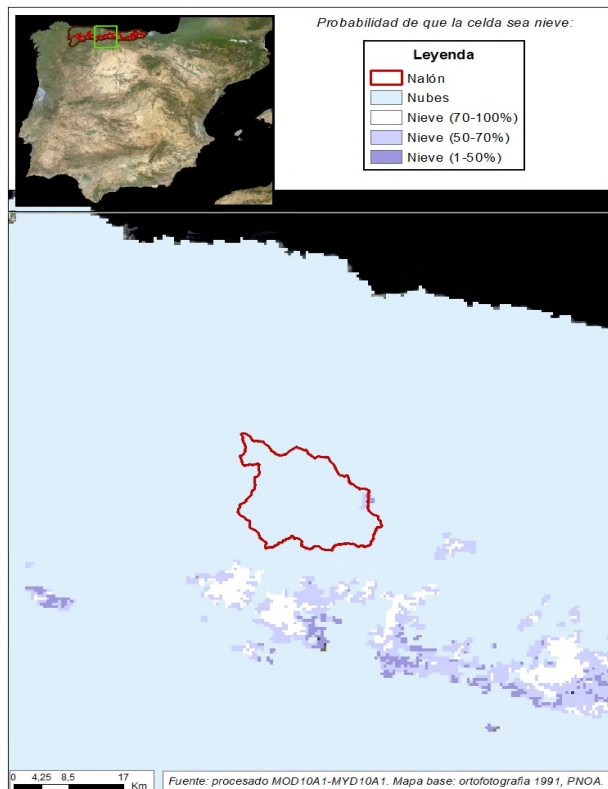 Probabilidad de que la celda sea nieve:
Leyenda
Nalón
Nubes
Nieve (70-100%)
Nieve (50-70%)
Nieve (1-50%)
0 4,25 8,5 17
Km
Fuente: procesado MOD10A1-MYD10A1. Mapa base: ortofotografia 1991, PNOA.